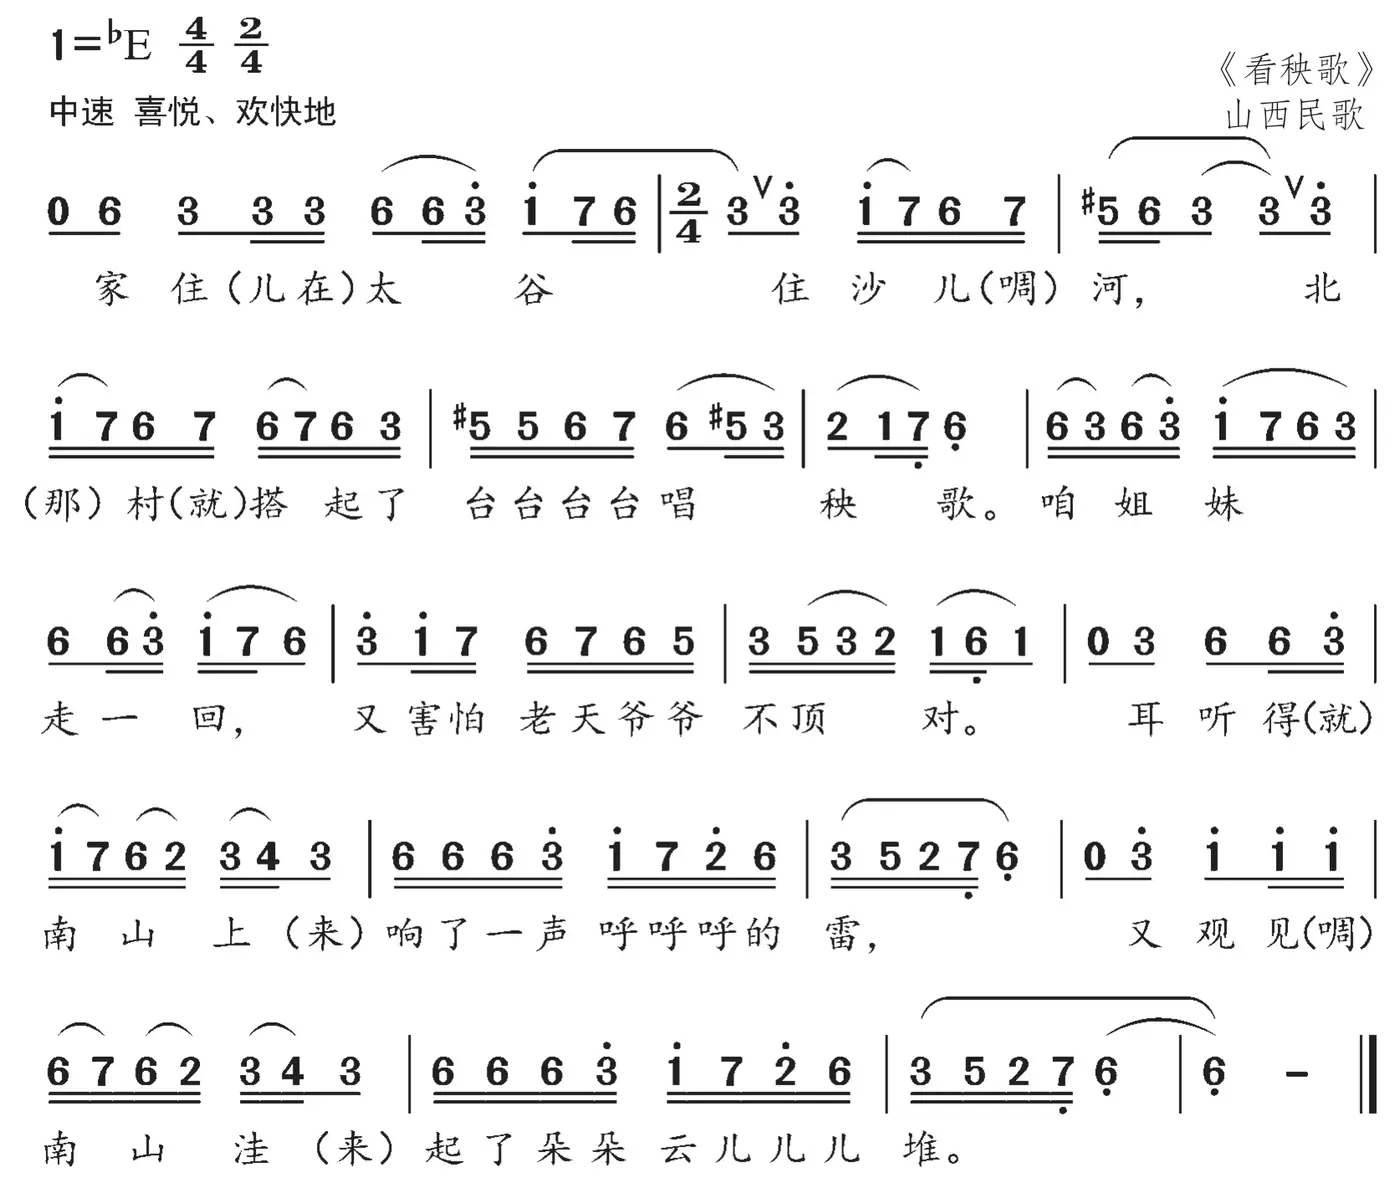 1=♭E 4/4 2/4
《看秧歌》
中速 喜悦、欢快地
山西民歌
0 6 3 3 3 6 6 3̇ 1̇ 7 6 | 2/4 3 ∨ 3̇ 1̇ 7 6 7 | #5 6 3 3 ∨ 3̇ |
家 住(儿在)太 谷 住 沙 儿(啁)河, 北
1̇ 7 6 7 6 7 6 3 | #5 5 6 7 6 #5 3 | 2 1 7̣ 6̣ | 6 3 6 3̇ 1̇ 7 6 3 |
(那)村(就)搭 起了 台台台台唱 秧 歌。咱 姐 妹
6 6 3̇ 1̇ 7 6 | 3̇ 1̇ 7 6 7 6 5 | 3 5 3 2 1 6̣ 1 | 0 3 6 6 3̇ |
走 一 回, 又 害怕 老天爷爷 不顶 对。 耳 听 得(就)
1̇ 7 6 2 3 4 3 | 6 6 6 3̇ 1̇ 7 2̇ 6 | 3 5 2 7̣ 6̣ | 0 3̇ 1̇ 1̇ 1̇ |
南 山 上 (来) 响了一声 呼呼呼的 雷, 又 观 见(啁)
6 7 6 2 3 4 3 | 6 6 6 3̇ 1̇ 7 2̇ 6 | 3 5 2 7̣ 6̣ | 6̣ - ‖
南 山 洼 (来) 起了朵朵 云儿儿儿 堆。